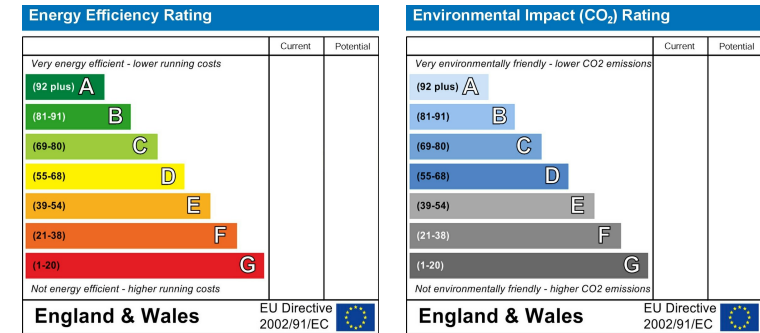 Energy Efficiency Rating
Current Potential
Very energy efficient - lower running costs
(92 plus) A
(81-91) B
(69-80) C
(55-68) D
(39-54) E
(21-38) F
(1-20) G
Not energy efficient - higher running costs
England & Wales
EU Directive
2002/91/EC
Environmental Impact (CO₂) Rating
Current Potential
Very environmentally friendly - lower CO2 emissions
(92 plus) A
(81-91) B
(69-80) C
(55-68) D
(39-54) E
(21-38) F
(1-20) G
Not environmentally friendly - higher CO2 emissions
England & Wales
EU Directive
2002/91/EC